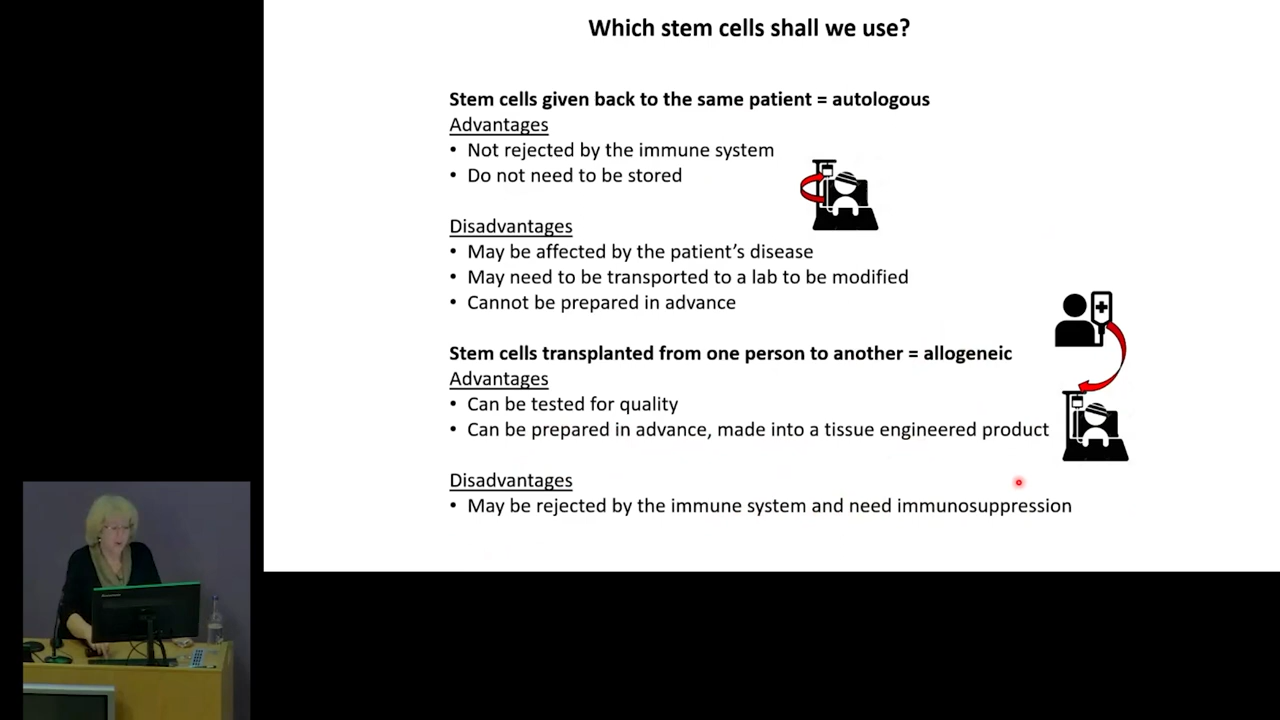 Which stem cells shall we use?
Stem cells given back to the same patient = autologous
Advantages
• Not rejected by the immune system
• Do not need to be stored
Disadvantages
• May be affected by the patient’s disease
• May need to be transported to a lab to be modified
• Cannot be prepared in advance
Stem cells transplanted from one person to another = allogeneic
Advantages
• Can be tested for quality
• Can be prepared in advance, made into a tissue engineered product
Disadvantages
• May be rejected by the immune system and need immunosuppression